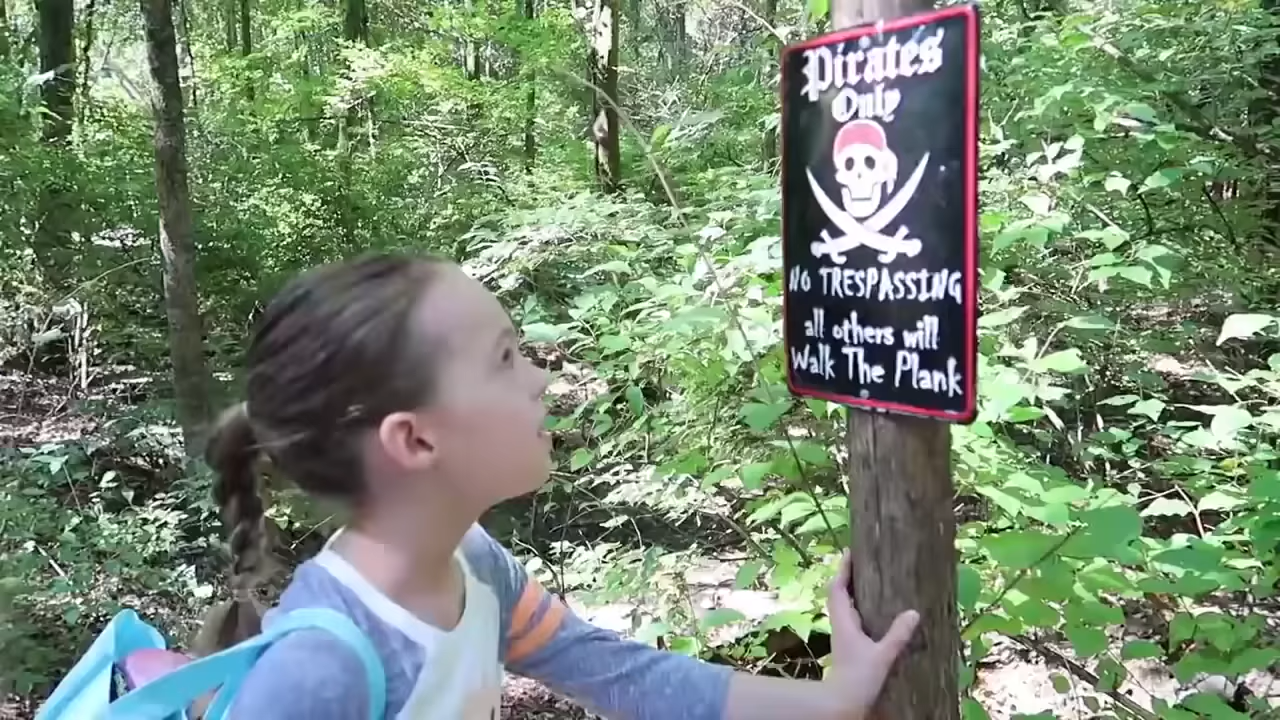 Pirates
Only
NO TRESPASSING
all others will
Walk The Plank